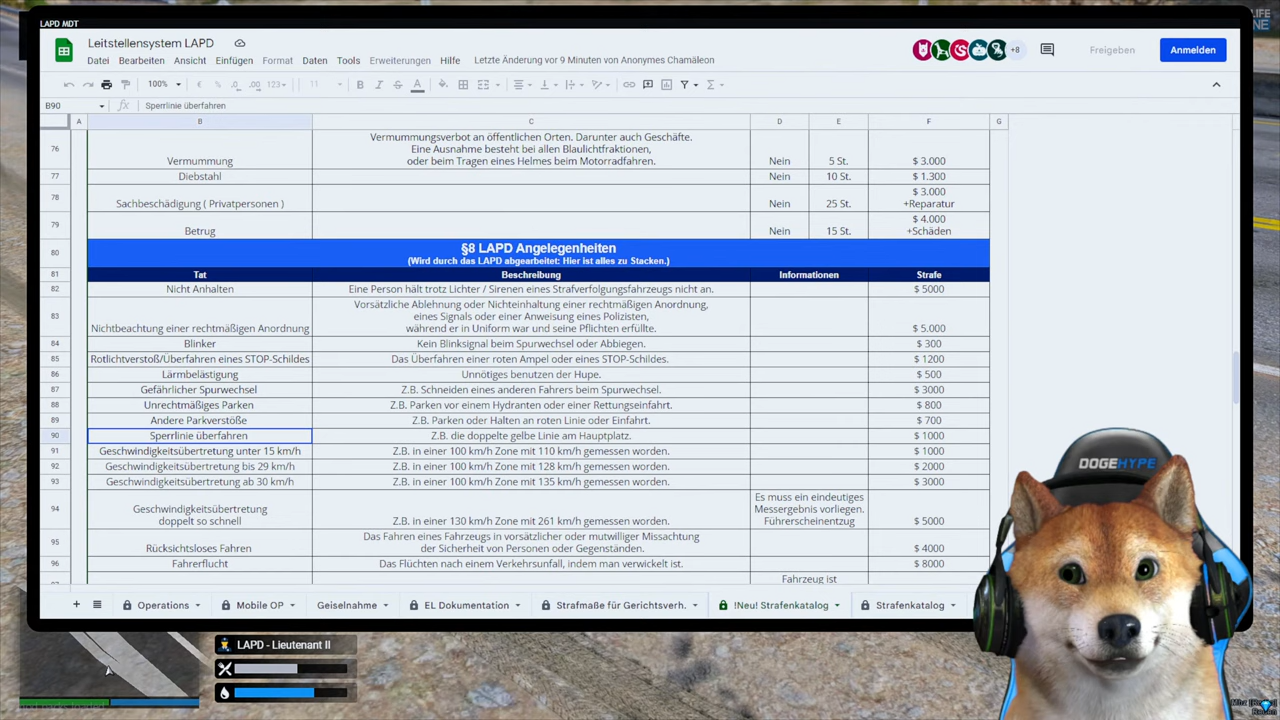 LAPD MDT
LIFE
Leitstellensystem LAPD
+8
Freigeben
Anmelden
Datei Bearbeiten Ansicht Einfügen Format Daten Tools Erweiterungen Hilfe Letzte Änderung vor 9 Minuten von Anonymes Chamäleon
100% € % .0 .00 123 11
B90 fx Sperrlinie überfahren
A B C D E F G
Vermummungsverbot an öffentlichen Orten. Darunter auch Geschäfte.
Eine Ausnahme besteht bei allen Blaulichtfraktionen,
76 Vermummung oder beim Tragen eines Helmes beim Motorradfahren. Nein 5 St. $ 3.000
77 Diebstahl Nein 10 St. $ 1.300
$ 3.000
78 Sachbeschädigung ( Privatpersonen ) Nein 25 St. +Reparatur
$ 4.000
79 Betrug Nein 15 St. +Schäden
80 §8 LAPD Angelegenheiten
(Wird durch das LAPD abgearbeitet: Hier ist alles zu Stacken.)
81 Tat Beschreibung Informationen Strafe
82 Nicht Anhalten Eine Person hält trotz Lichter / Sirenen eines Strafverfolgungsfahrzeugs nicht an. $ 5000
Vorsätzliche Ablehnung oder Nichteinhaltung einer rechtmäßigen Anordnung,
83 eines Signals oder einer Anweisung eines Polizisten,
Nichtbeachtung einer rechtmäßigen Anordnung während er in Uniform war und seine Pflichten erfüllte. $ 5.000
84 Blinker Kein Blinksignal beim Spurwechsel oder Abbiegen. $ 300
85 Rotlichtverstoß/Überfahren eines STOP-Schildes Das Überfahren einer roten Ampel oder eines STOP-Schildes. $ 1200
86 Lärmbelästigung Unnötiges benutzen der Hupe. $ 500
87 Gefährlicher Spurwechsel Z.B. Schneiden eines anderen Fahrers beim Spurwechsel. $ 3000
88 Unrechtmäßiges Parken Z.B. Parken vor einem Hydranten oder einer Rettungseinfahrt. $ 800
89 Andere Parkverstöße Z.B. Parken oder Halten an roten Linie oder Einfahrt. $ 700
90 Sperrlinie überfahren Z.B. die doppelte gelbe Linie am Hauptplatz. $ 1000
91 Geschwindigkeitsübertretung unter 15 km/h Z.B. in einer 100 km/h Zone mit 110 km/h gemessen worden. $ 1000
92 Geschwindigkeitsübertretung bis 29 km/h Z.B. in einer 100 km/h Zone mit 128 km/h gemessen worden. $ 2000
93 Geschwindigkeitsübertretung ab 30 km/h Z.B. in einer 100 km/h Zone mit 135 km/h gemessen worden. $ 3000
Es muss ein eindeutiges
94 Geschwindigkeitsübertretung Messergebnis vorliegen.
doppelt so schnell Z.B. in einer 130 km/h Zone mit 261 km/h gemessen worden. Führerscheinentzug $ 5000
95 Das Fahren eines Fahrzeugs in vorsätzlicher oder mutwilliger Missachtung
Rücksichtsloses Fahren der Sicherheit von Personen oder Gegenständen. $ 4000
96 Fahrerflucht Das Flüchten nach einem Verkehrsunfall, indem man verwickelt ist. $ 8000
Fahrzeug ist
Operations Mobile OP Geiselnahme EL Dokumentation Strafmaße für Gerichtsverh. !Neu! Strafenkatalog Strafenkatalog
DOGEHYPE
LAPD - Lieutenant II